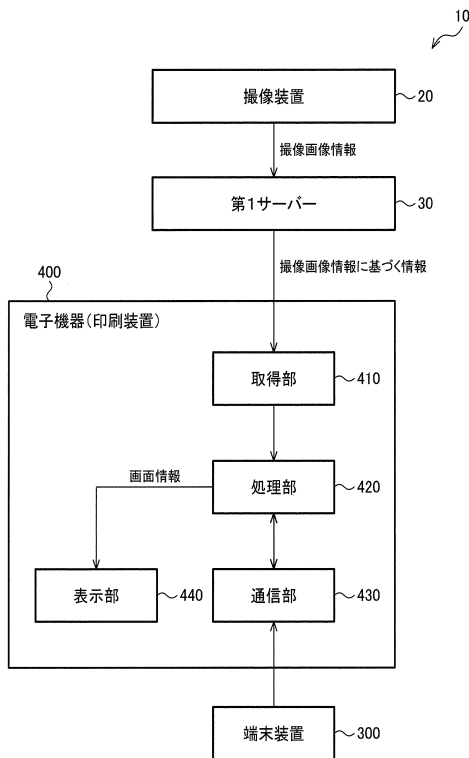 10
撮像装置
20
撮像画像情報
第1サーバー
30
撮像画像情報に基づく情報
400
電子機器(印刷装置)
取得部
410
画面情報
処理部
420
表示部
440
通信部
430
端末装置
300